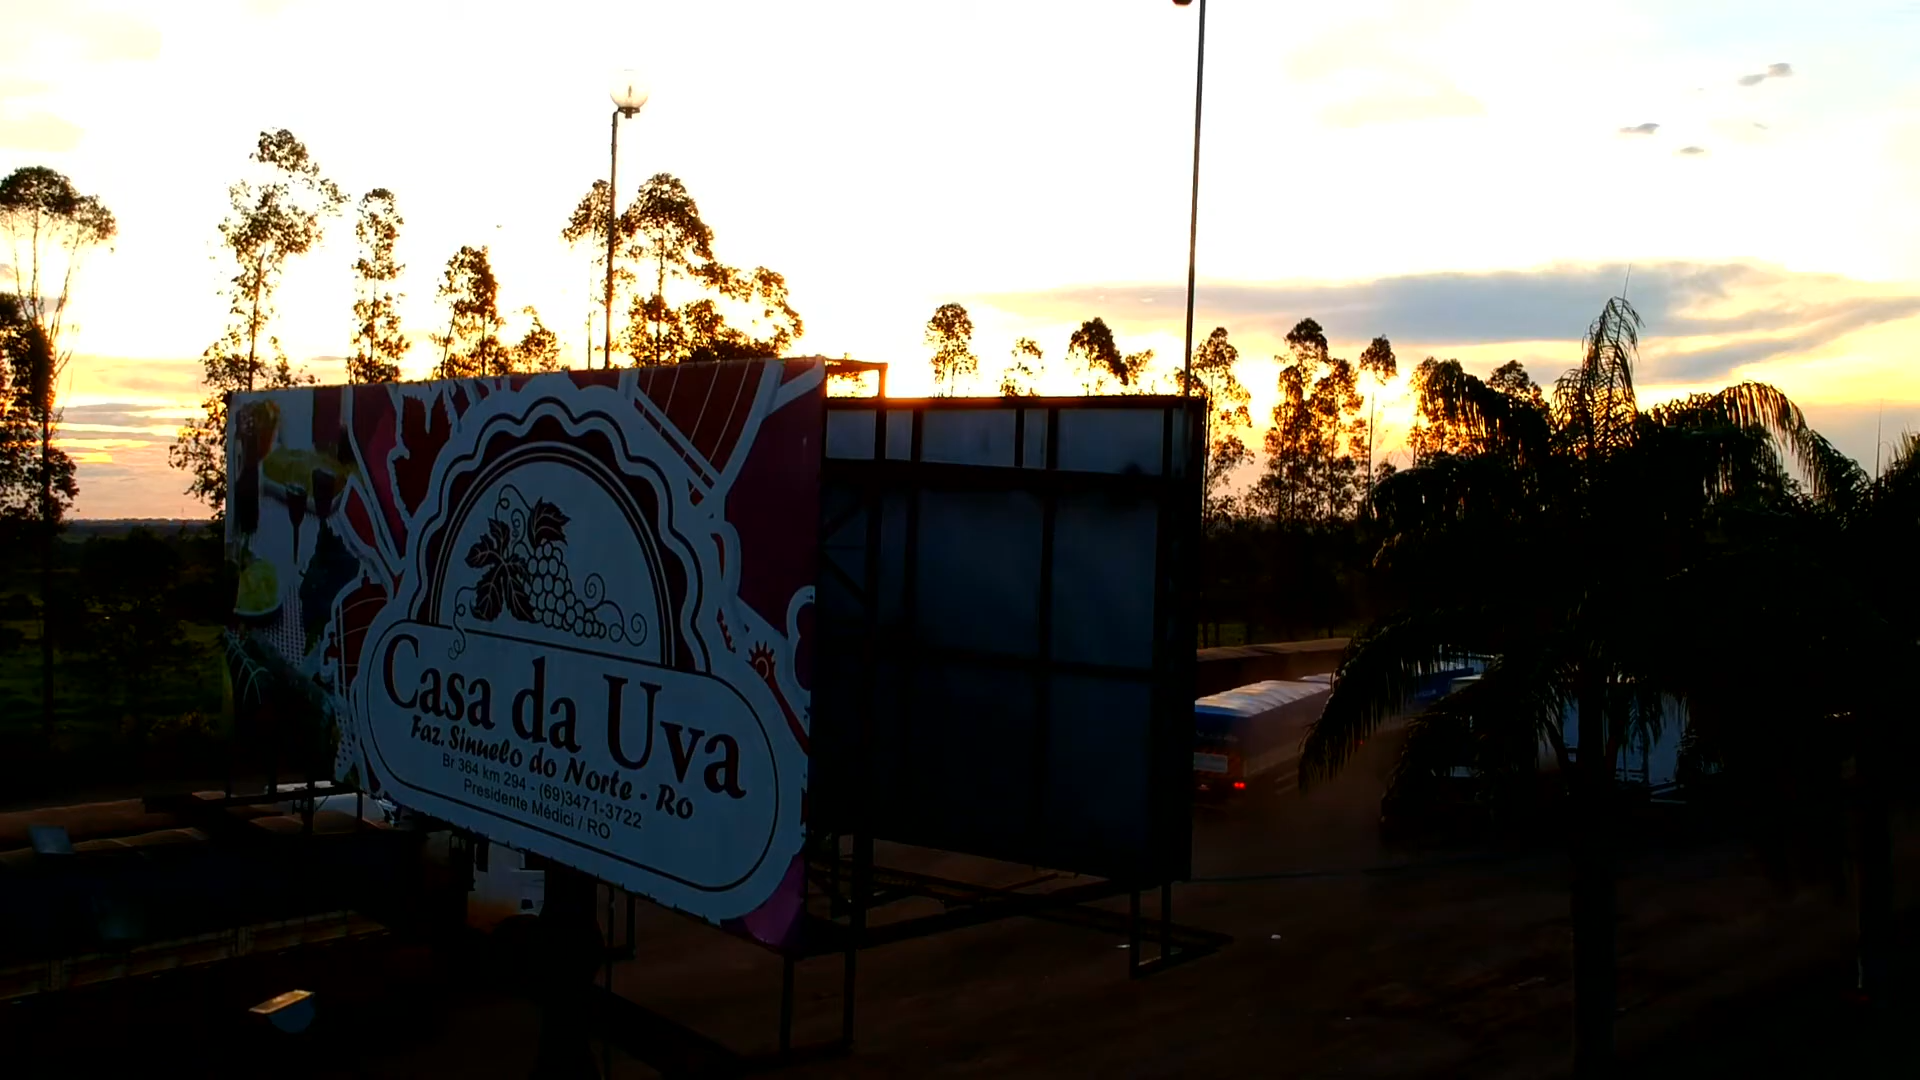 Casa da Uva
Faz. Sinuelo do Norte - Ro
Br 364 km 294 - (69)3471-3722
Presidente Médici / RO